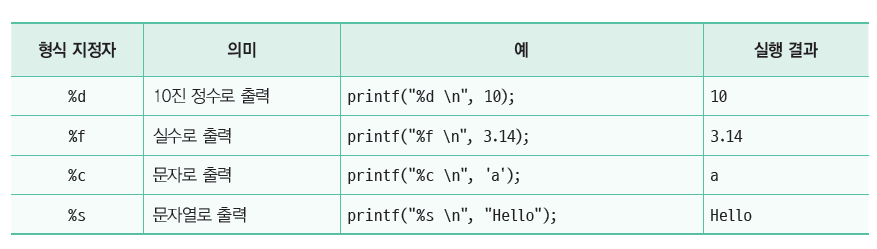 형식 지정자 의미 예 실행 결과
%d 10진 정수로 출력 printf("%d \n", 10); 10
%f 실수로 출력 printf("%f \n", 3.14); 3.14
%c 문자로 출력 printf("%c \n", 'a'); a
%s 문자열로 출력 printf("%s \n", "Hello"); Hello